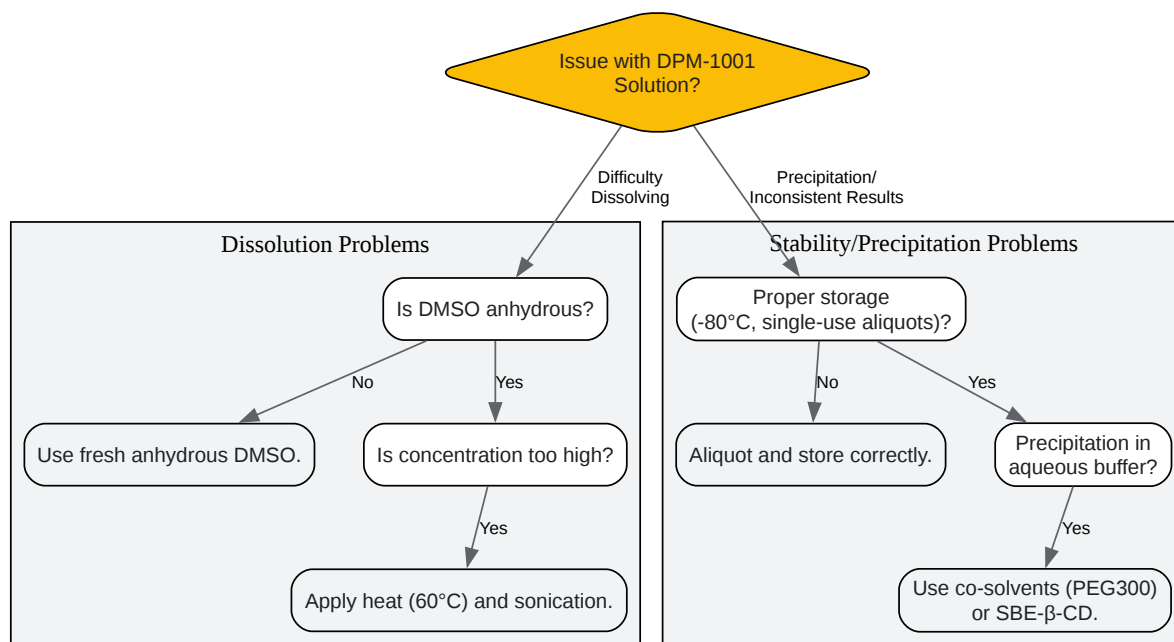 Issue with DPM-1001
Solution?
Difficulty
Dissolving
Precipitation/
Inconsistent Results
Dissolution Problems
Is DMSO anhydrous?
No
Yes
Use fresh anhydrous DMSO.
Is concentration too high?
Yes
Apply heat (60°C) and sonication.
Stability/Precipitation Problems
Proper storage
(-80°C, single-use aliquots)?
No
Yes
Aliquot and store correctly.
Precipitation in
aqueous buffer?
Yes
Use co-solvents (PEG300)
or SBE-β-CD.